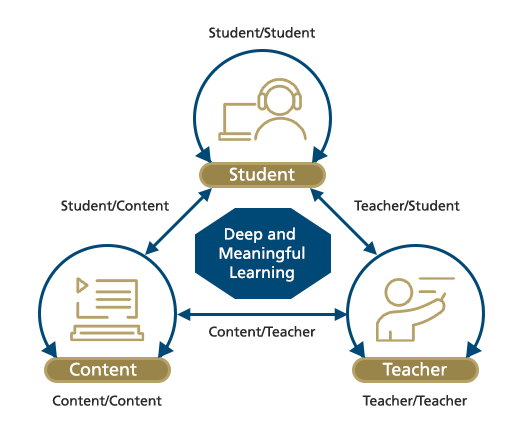 Student/Student
Student
Student/Content
Teacher/Student
Deep and
Meaningful
Learning
Content/Teacher
Content
Teacher
Content/Content
Teacher/Teacher